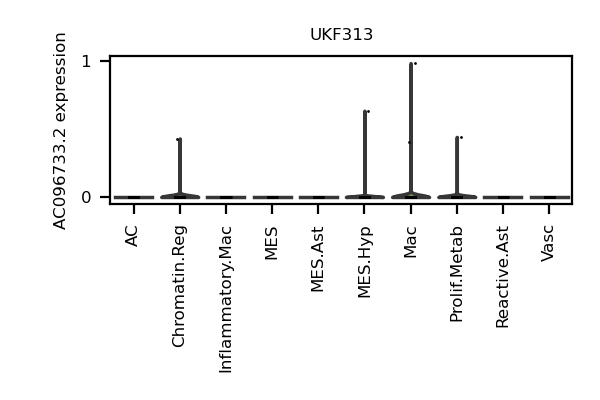 UKF313
AC096733.2 expression
1
0
AC
Chromatin.Reg
Inflammatory.Mac
MES
MES.Ast
MES.Hyp
Mac
Prolif.Metab
Reactive.Ast
Vasc